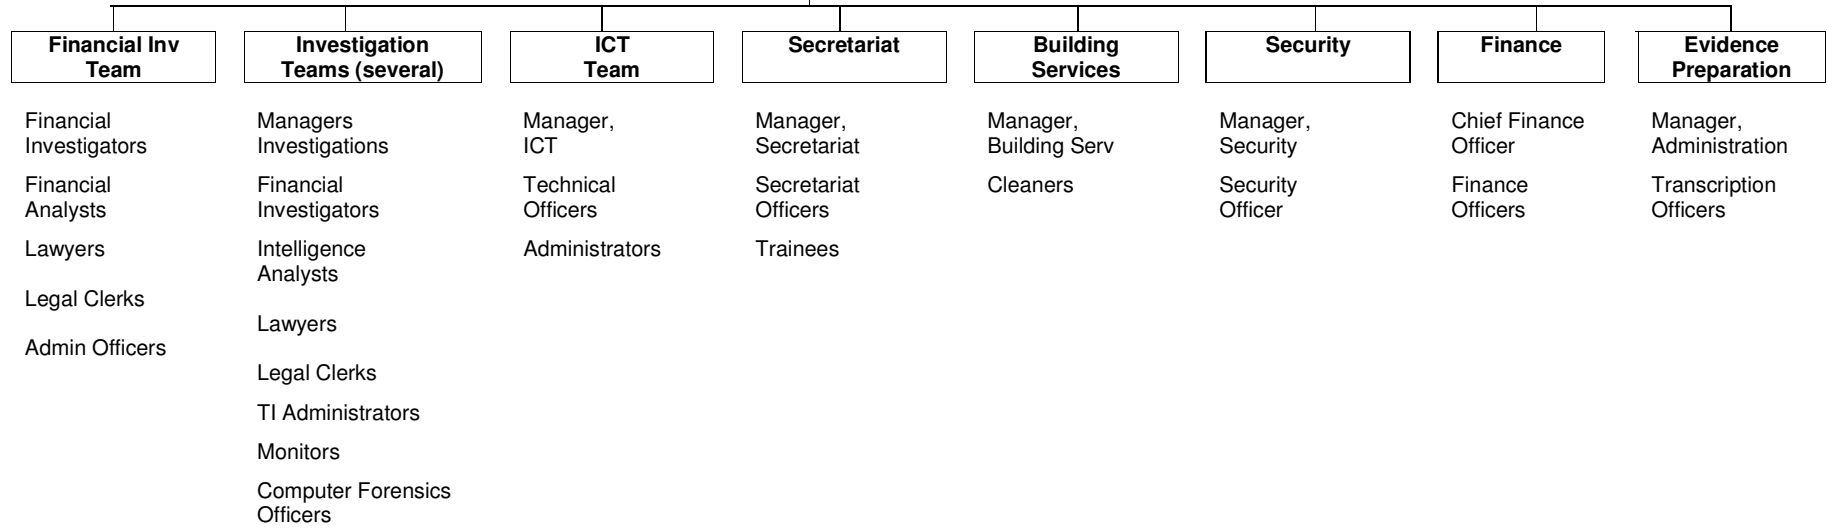 Financial Inv
Team
Investigation
Teams (several)
ICT
Team
Secretariat
Building
Services
Security
Finance
Evidence
Preparation
Financial
Investigators
Financial
Analysts
Lawyers
Legal Clerks
Admin Officers
Managers
Investigations
Financial
Investigators
Intelligence
Analysts
Lawyers
Legal Clerks
TI Administrators
Monitors
Computer Forensics
Officers
Manager,
ICT
Technical
Officers
Administrators
Manager,
Secretariat
Secretariat
Officers
Trainees
Manager,
Building Serv
Cleaners
Manager,
Security
Security
Officer
Chief Finance
Officer
Finance
Officers
Manager,
Administration
Transcription
Officers